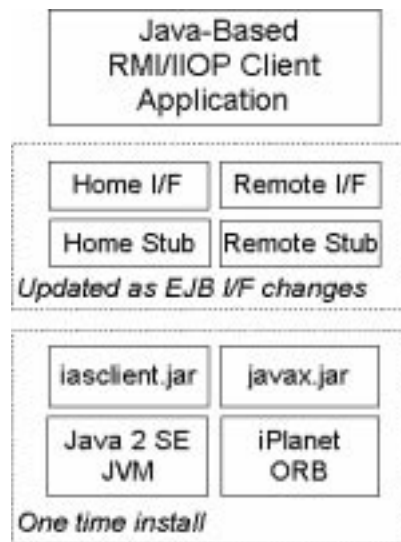 Java-Based
RMI/IIOP Client
Application
Home I/F
Remote I/F
Home Stub
Remote Stub
Updated as EJB I/F changes
iasclient.jar
javax.jar
Java 2 SE
JVM
iPlanet
ORB
One time install